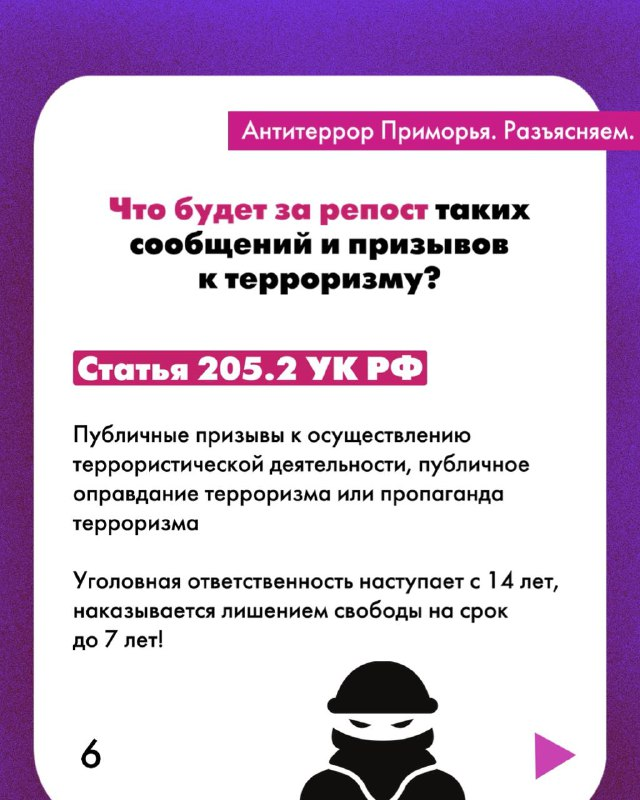 Антитеррор Приморья. Разъясняем.
Что будет за репост таких
сообщений и призывов
к терроризму?
Статья 205.2 УК РФ
Публичные призывы к осуществлению
террористической деятельности, публичное
оправдание терроризма или пропаганда
терроризма
Уголовная ответственность наступает с 14 лет,
наказывается лишением свободы на срок
до 7 лет!
6